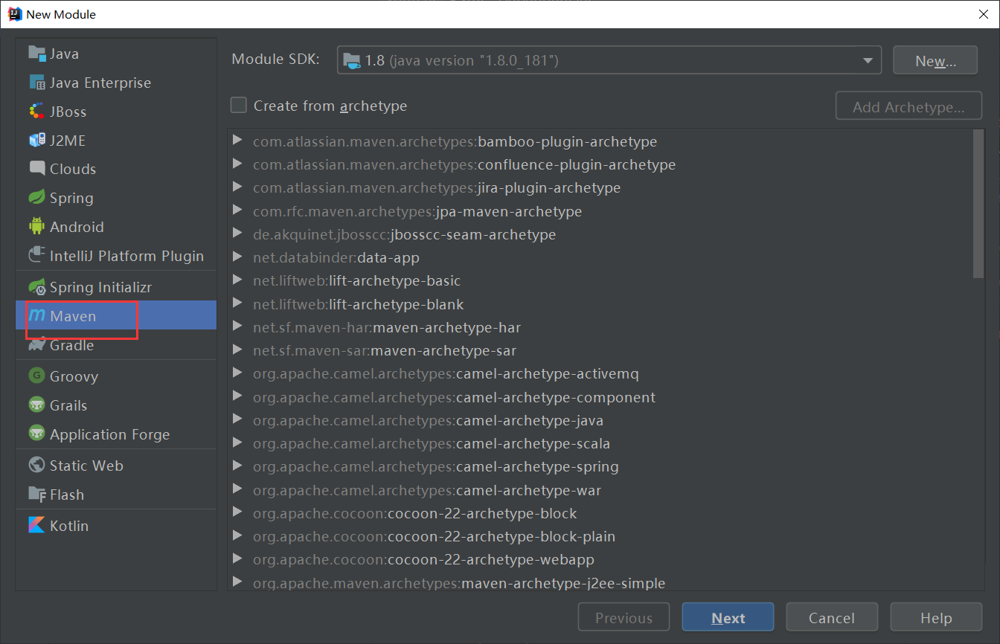 New Module
Java
Java Enterprise
JBoss
J2ME
Clouds
Spring
Android
IntelliJ Platform Plugin
Spring Initializr
Maven
Gradle
Groovy
Grails
Application Forge
Static Web
Flash
Kotlin
Module SDK: 1.8 (java version "1.8.0_181") New...
Create from archetype Add Archetype...
com.atlassian.maven.archetypes:bamboo-plugin-archetype
com.atlassian.maven.archetypes:confluence-plugin-archetype
com.atlassian.maven.archetypes:jira-plugin-archetype
com.rfc.maven.archetypes:jpa-maven-archetype
de.akquinet.jbosscc:jbosscc-seam-archetype
net.databinder:data-app
net.liftweb:lift-archetype-basic
net.liftweb:lift-archetype-blank
net.sf.maven-har:maven-archetype-har
net.sf.maven-sar:maven-archetype-sar
org.apache.camel.archetypes:camel-archetype-activemq
org.apache.camel.archetypes:camel-archetype-component
org.apache.camel.archetypes:camel-archetype-java
org.apache.camel.archetypes:camel-archetype-scala
org.apache.camel.archetypes:camel-archetype-spring
org.apache.camel.archetypes:camel-archetype-war
org.apache.cocoon:cocoon-22-archetype-block
org.apache.cocoon:cocoon-22-archetype-block-plain
org.apache.cocoon:cocoon-22-archetype-webapp
org.apache.maven.archetypes:maven-archetype-j2ee-simple
Previous Next Cancel Help